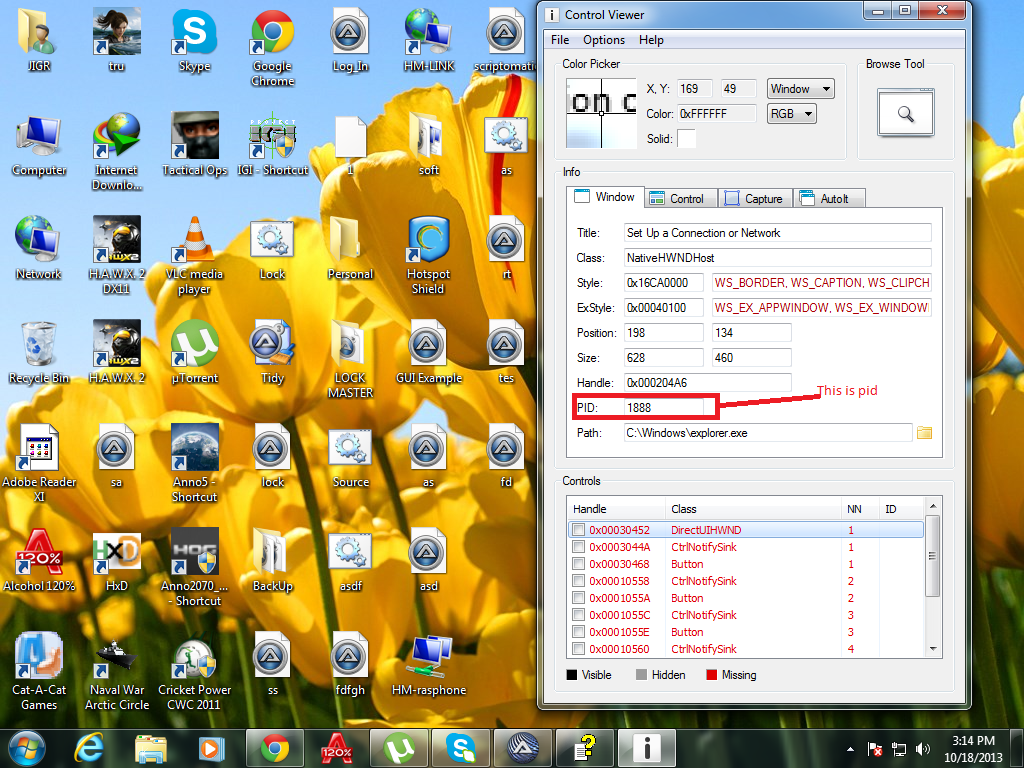 JIGR
tru
Skype
Google
Chrome
Log_In
HM-LINK
scriptomati
Computer
Internet
Downlo...
Tactical Ops
PROJECT
IGI - Shortcut
1
soft
as
Network
H.A.W.X. 2
DX11
VLC media
player
Lock
Personal
Hotspot
Shield
rt
Recycle Bin
H.A.W.X. 2
µTorrent
Tidy
LOCK
MASTER
GUI Example
tes
Adobe Reader
XI
sa
Anno5 -
Shortcut
lock
Source
as
fd
120%
Alcohol 120%
HxD
HxD
Anno2070_...
- Shortcut
BackUp
asdf
asd
Cat-A-Cat
Games
Naval War
Arctic Circle
Cricket Power
CWC 2011
ss
fdfgh
HM-rasphone
Control Viewer
File Options Help
Color Picker
Browse Tool
ion c
X, Y: 169 49 Window
Color: 0xFFFFFF RGB
Solid:
Info
Window Control Capture AutoIt
Title: Set Up a Connection or Network
Class: NativeHWNDHost
Style: 0x16CA0000 WS_BORDER, WS_CAPTION, WS_CLIPCH
ExStyle: 0x00040100 WS_EX_APPWINDOW, WS_EX_WINDOW
Position: 198 134
Size: 628 460
Handle: 0x000204A6
This is pid
PID: 1888
Path: C:\Windows\explorer.exe
Controls
Handle Class NN ID
0x00030452 DirectUIHWND 1
0x0003044A CtrlNotifySink 1
0x00030468 Button 1
0x00010558 CtrlNotifySink 2
0x0001055A Button 2
0x0001055C CtrlNotifySink 3
0x0001055E Button 3
0x00010560 CtrlNotifySink 4
Visible Hidden Missing
120%
3:14 PM
10/18/2013